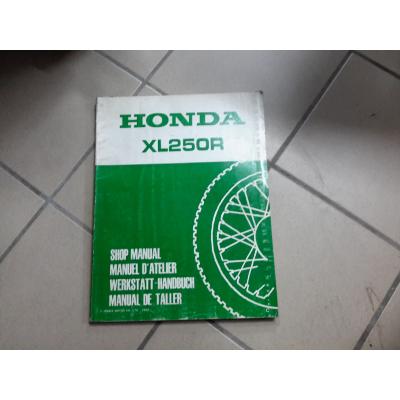 HONDA
XL250R
SHOP MANUAL
MANUEL D'ATELIER
WERKSTATT-HANDBUCH
MANUAL DE TALLER